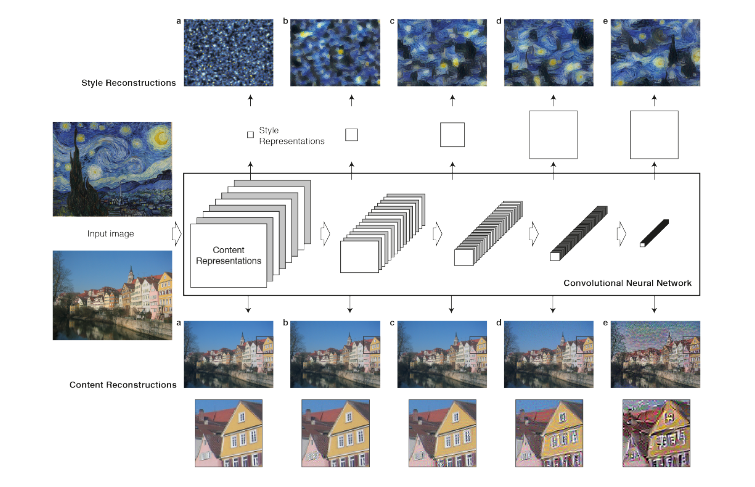 a b c d e
Style Reconstructions
Style
Representations
Input image
Content
Representations
Convolutional Neural Network
a b c d e
Content Reconstructions